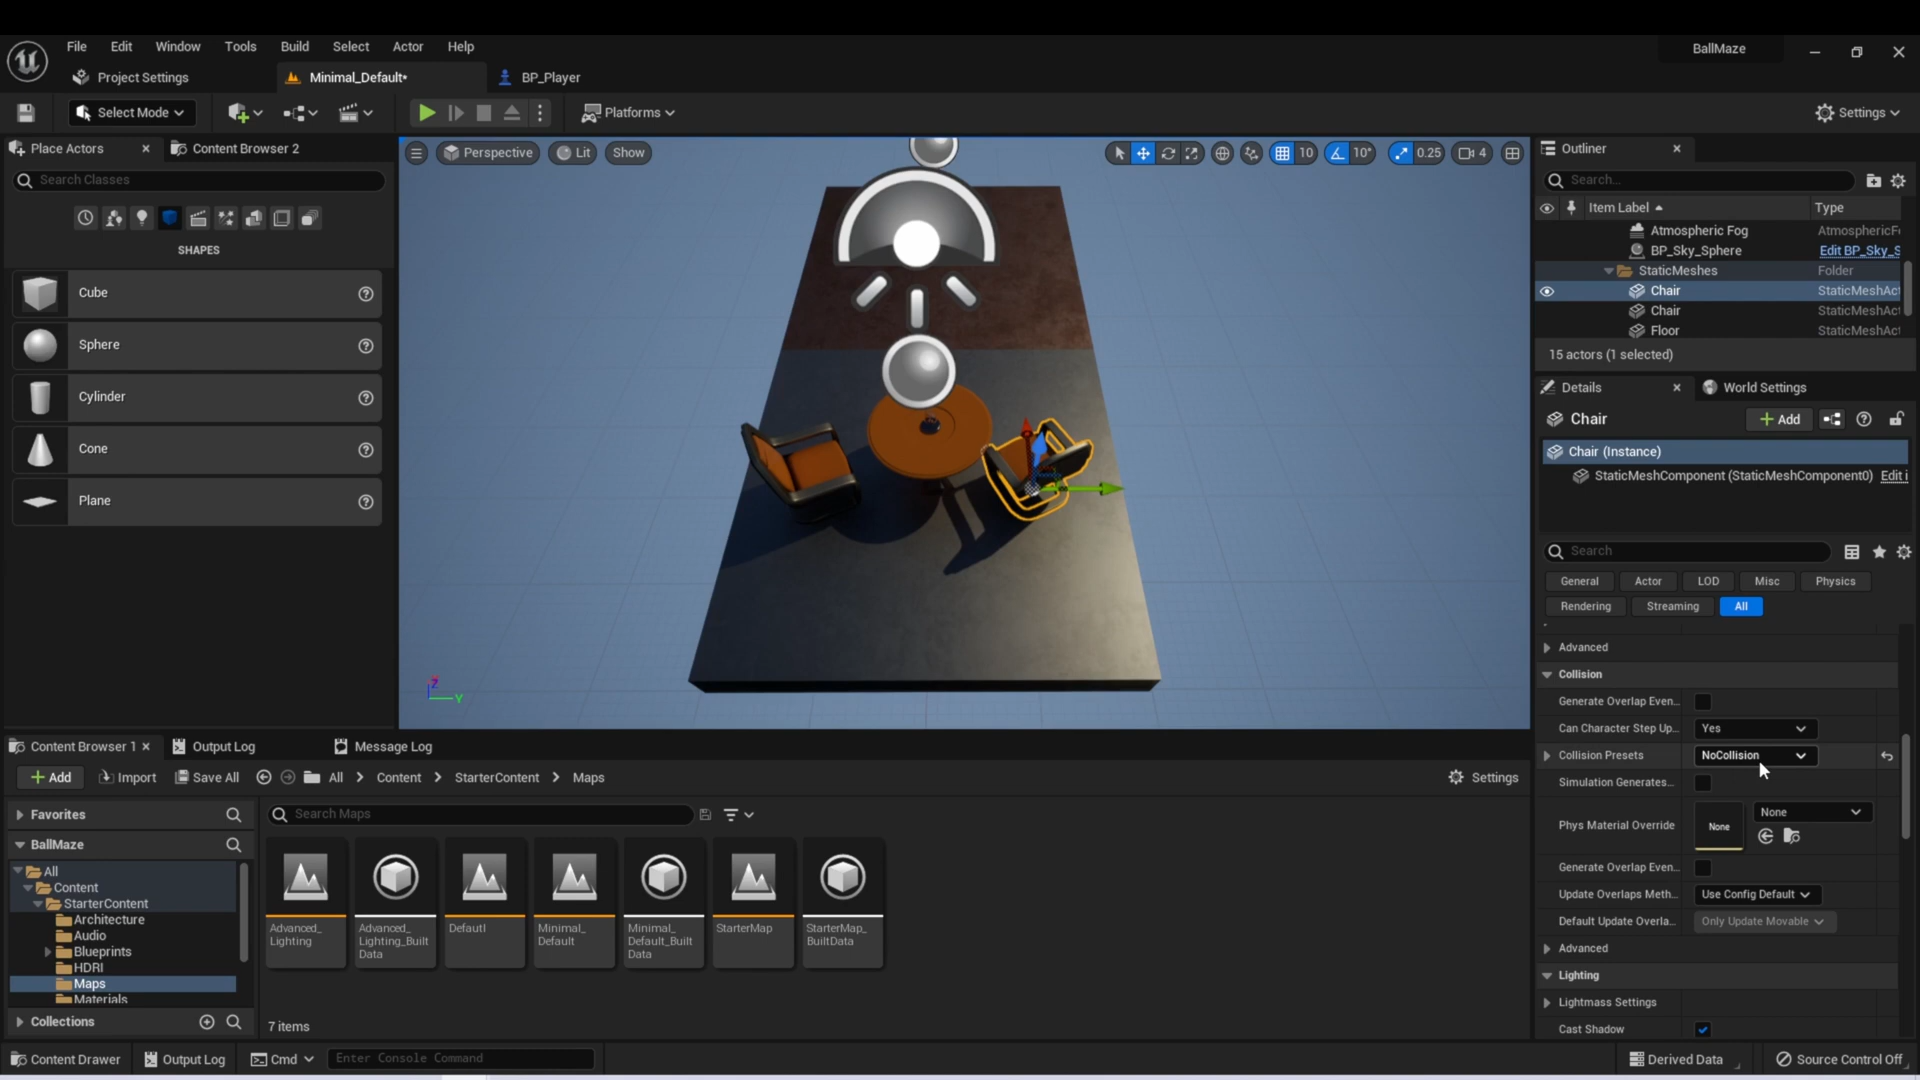 File Edit Window Tools Build Select Actor Help
BallMaze
Project Settings Minimal_Default* BP_Player
Select Mode Platforms Settings
Place Actors Content Browser 2
Search Classes
SHAPES
Cube
Sphere
Cylinder
Cone
Plane
Perspective Lit Show 10 10° 0.25 4
Outliner
Search...
Item Label Type
Atmospheric Fog AtmosphericF
BP_Sky_Sphere Edit BP_Sky_S
StaticMeshes Folder
Chair StaticMeshAct
Chair StaticMeshAct
Floor StaticMeshAct
15 actors (1 selected)
Details World Settings
Chair Add
Chair (Instance)
StaticMeshComponent (StaticMeshComponent0) Edit i
Search
General Actor LOD Misc Physics
Rendering Streaming All
Advanced
Collision
Generate Overlap Even...
Can Character Step Up... Yes
Collision Presets NoCollision
Simulation Generates...
Phys Material Override None None
Generate Overlap Even...
Update Overlaps Meth... Use Config Default
Default Update Overla... Only Update Movable
Advanced
Lighting
Lightmass Settings
Cast Shadow
Z
Y
Content Browser 1 Output Log Message Log
Add Import Save All All Content StarterContent Maps Settings
Favorites
BallMaze
All
Content
StarterContent
Architecture
Audio
Blueprints
HDRI
Maps
Materials
Collections
Search Maps
Advanced_
Lighting
Advanced_
Lighting_Built
Data
Defautl
Minimal_
Default
Minimal_
Default_Built
Data
StarterMap
StarterMap_
BuiltData
7 items
Content Drawer Output Log Cmd Enter Console Command Derived Data Source Control Off